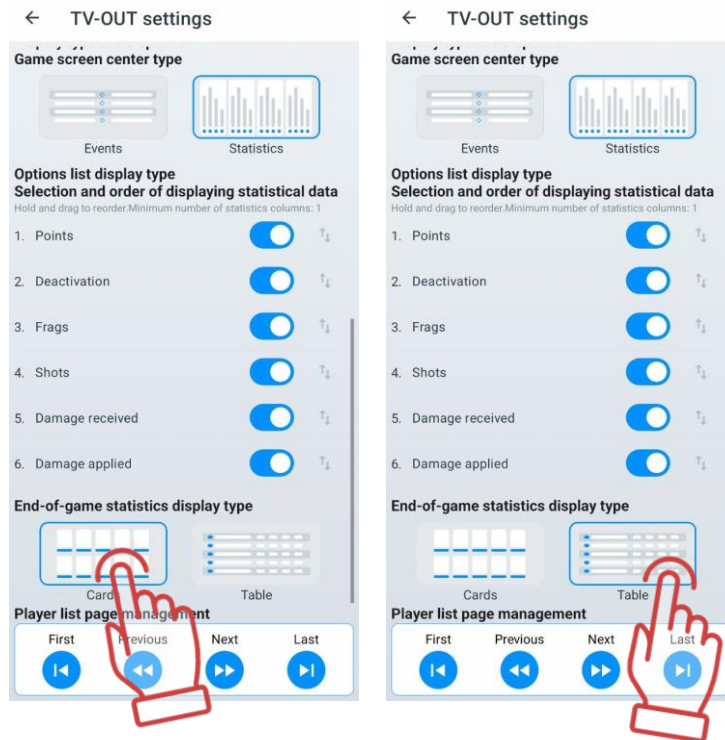 ← TV-OUT settings
Game screen center type
Events Statistics
Options list display type
Selection and order of displaying statistical data
Hold and drag to reorder.Minimum number of statistics columns: 1
1. Points
2. Deactivation
3. Frags
4. Shots
5. Damage received
6. Damage applied
End-of-game statistics display type
Cards Table
Player list page management
First Previous Next Last
← TV-OUT settings
Game screen center type
Events Statistics
Options list display type
Selection and order of displaying statistical data
Hold and drag to reorder.Minimum number of statistics columns: 1
1. Points
2. Deactivation
3. Frags
4. Shots
5. Damage received
6. Damage applied
End-of-game statistics display type
Cards Table
Player list page management
First Previous Next Last